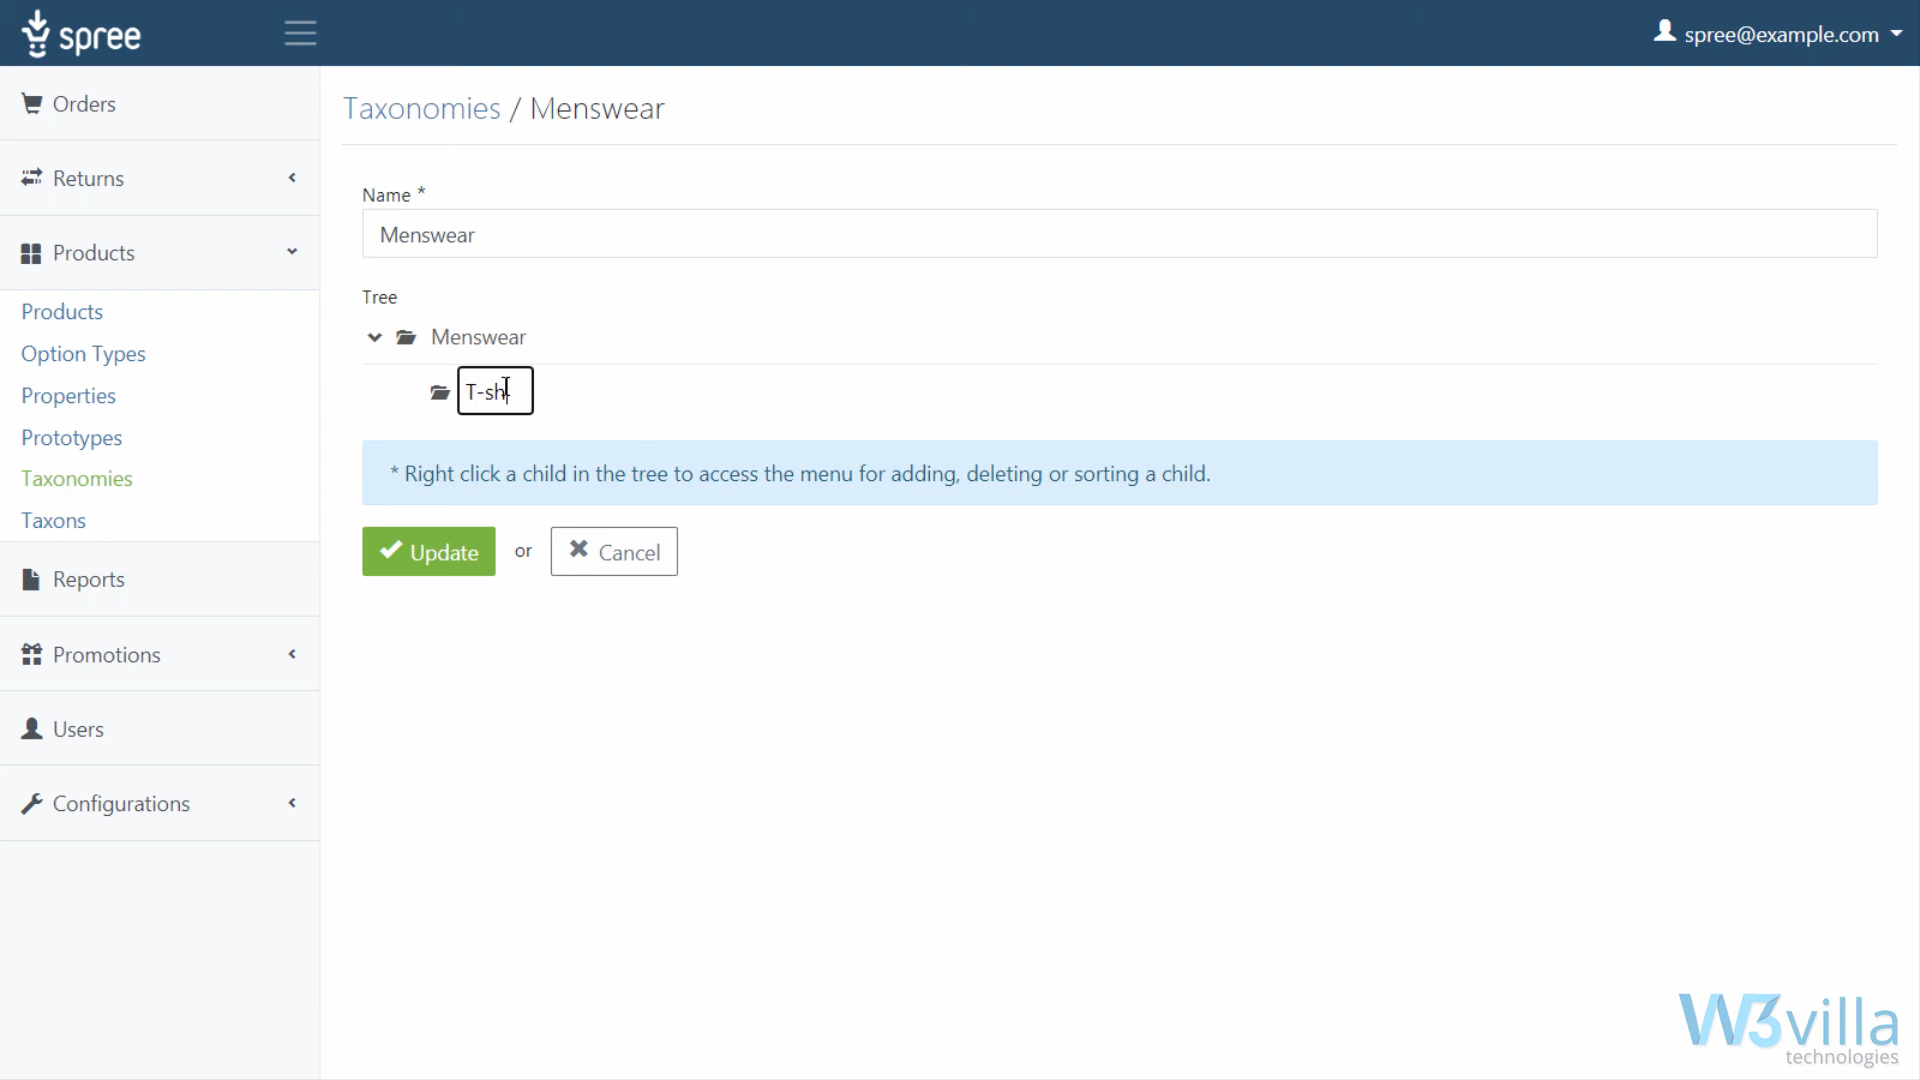 spree
spree@example.com
Orders
Returns
Products
Products
Option Types
Properties
Prototypes
Taxonomies
Taxons
Reports
Promotions
Users
Configurations
Taxonomies / Menswear
Name *
Menswear
Tree
Menswear
T-sh
* Right click a child in the tree to access the menu for adding, deleting or sorting a child.
Update or Cancel
W3villa
technologies